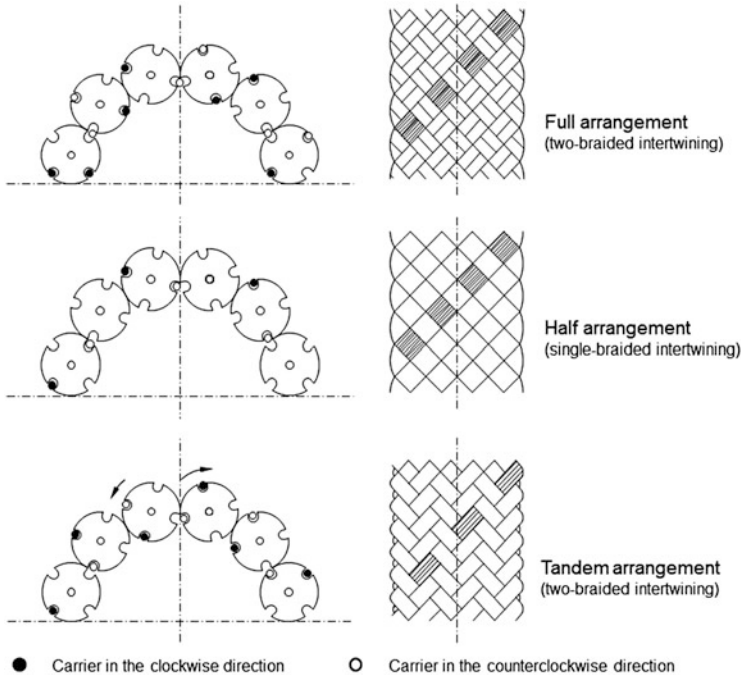 Full arrangement
(two-braided intertwining)
Half arrangement
(single-braided intertwining)
Tandem arrangement
(two-braided intertwining)
Carrier in the clockwise direction
Carrier in the counterclockwise direction